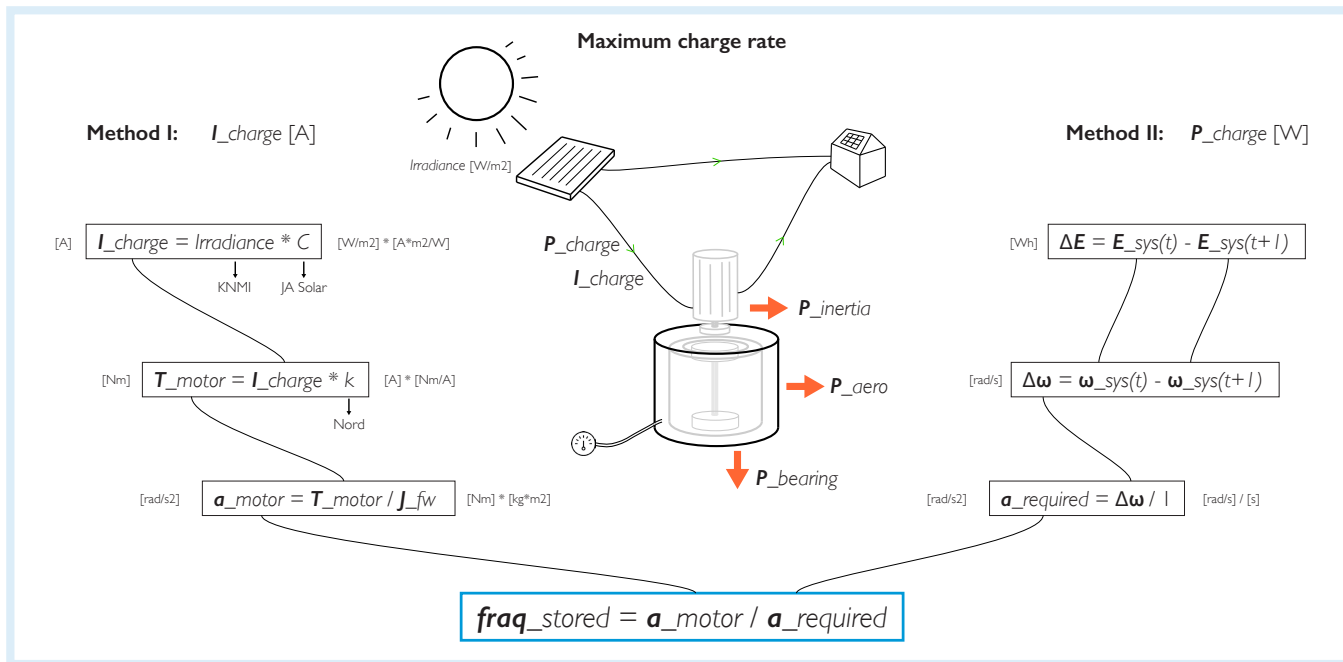 Maximum charge rate
Method I: I_charge [A]
Method II: P_charge [W]
Irradiance [W/m2]
[A] I_charge = Irradiance * C [W/m2] * [A*m2/W]
KNMI JA Solar
[Nm] T_motor = I_charge * k [A] * [Nm/A]
Nord
[rad/s2] a_motor = T_motor / J_fw [Nm] * [kg*m2]
P_charge
I_charge
P_inertia
P_aero
P_bearing
[Wh] ΔE = E_sys(t) - E_sys(t+1)
[rad/s] Δω = ω_sys(t) - ω_sys(t+1)
[rad/s2] a_required = Δω / 1 [rad/s] / [s]
fraq_stored = a_motor / a_required